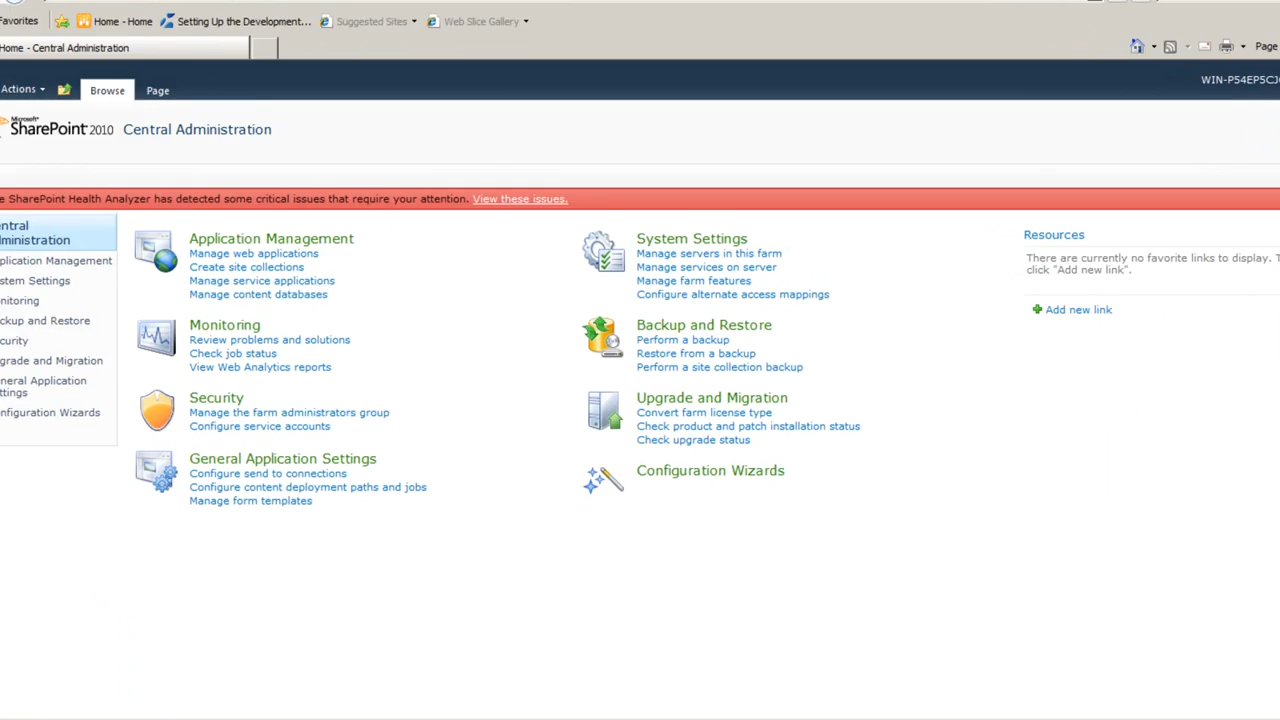 Favorites Home - Home Setting Up the Development... Suggested Sites Web Slice Gallery
Home - Central Administration
Page
Actions Browse Page
WIN-P54EP5CJ
Microsoft
SharePoint 2010 Central Administration
e SharePoint Health Analyzer has detected some critical issues that require your attention. View these issues.
entral
ministration
plication Management
stem Settings
nitoring
ckup and Restore
curity
grade and Migration
neral Application
ttings
nfiguration Wizards
Application Management
Manage web applications
Create site collections
Manage service applications
Manage content databases
Monitoring
Review problems and solutions
Check job status
View Web Analytics reports
Security
Manage the farm administrators group
Configure service accounts
General Application Settings
Configure send to connections
Configure content deployment paths and jobs
Manage form templates
System Settings
Manage servers in this farm
Manage services on server
Manage farm features
Configure alternate access mappings
Backup and Restore
Perform a backup
Restore from a backup
Perform a site collection backup
Upgrade and Migration
Convert farm license type
Check product and patch installation status
Check upgrade status
Configuration Wizards
Resources
There are currently no favorite links to display. T
click "Add new link".
Add new link